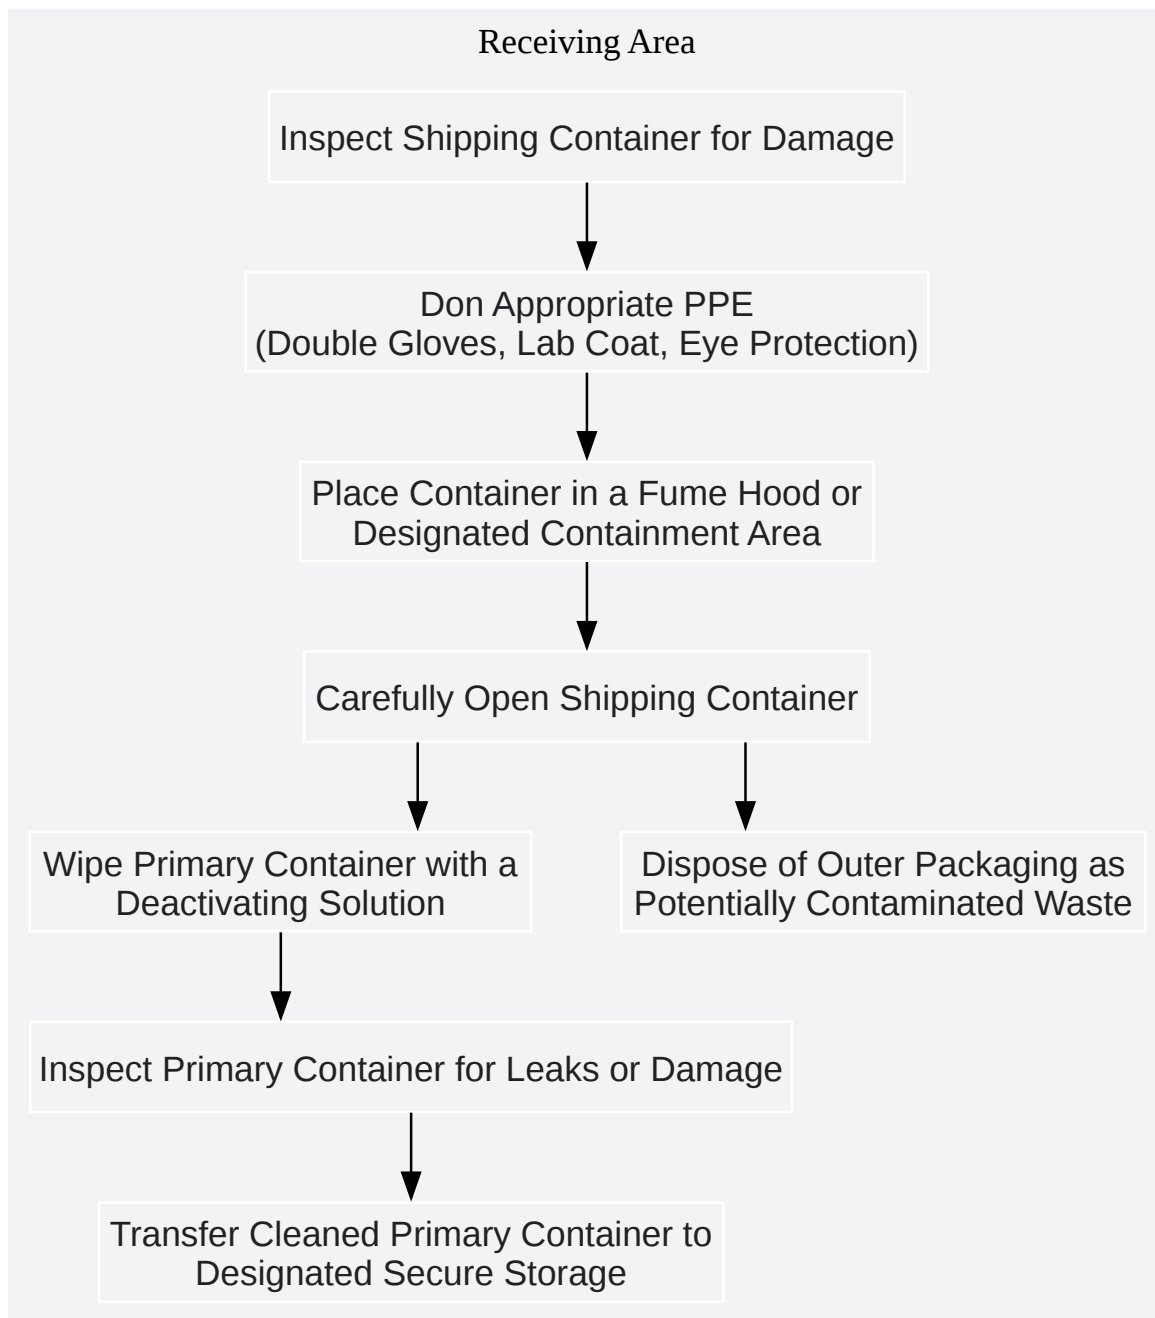 Receiving Area
Inspect Shipping Container for Damage
Don Appropriate PPE
(Double Gloves, Lab Coat, Eye Protection)
Place Container in a Fume Hood or
Designated Containment Area
Carefully Open Shipping Container
Wipe Primary Container with a
Deactivating Solution
Dispose of Outer Packaging as
Potentially Contaminated Waste
Inspect Primary Container for Leaks or Damage
Transfer Cleaned Primary Container to
Designated Secure Storage